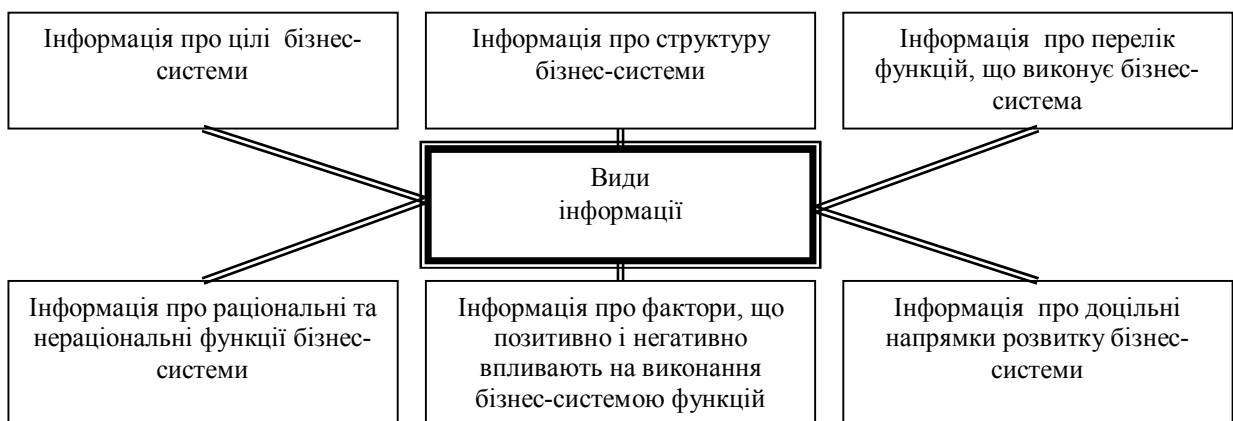 Інформація про цілі бізнес-
системи
Інформація про структуру
бізнес-системи
Інформація про перелік
функцій, що виконує бізнес-
система
Види
інформації
Інформація про раціональні та
нераціональні функції бізнес-
системи
Інформація про фактори, що
позитивно і негативно
впливають на виконання
бізнес-системою функцій
Інформація про доцільні
напрямки розвитку бізнес-
системи